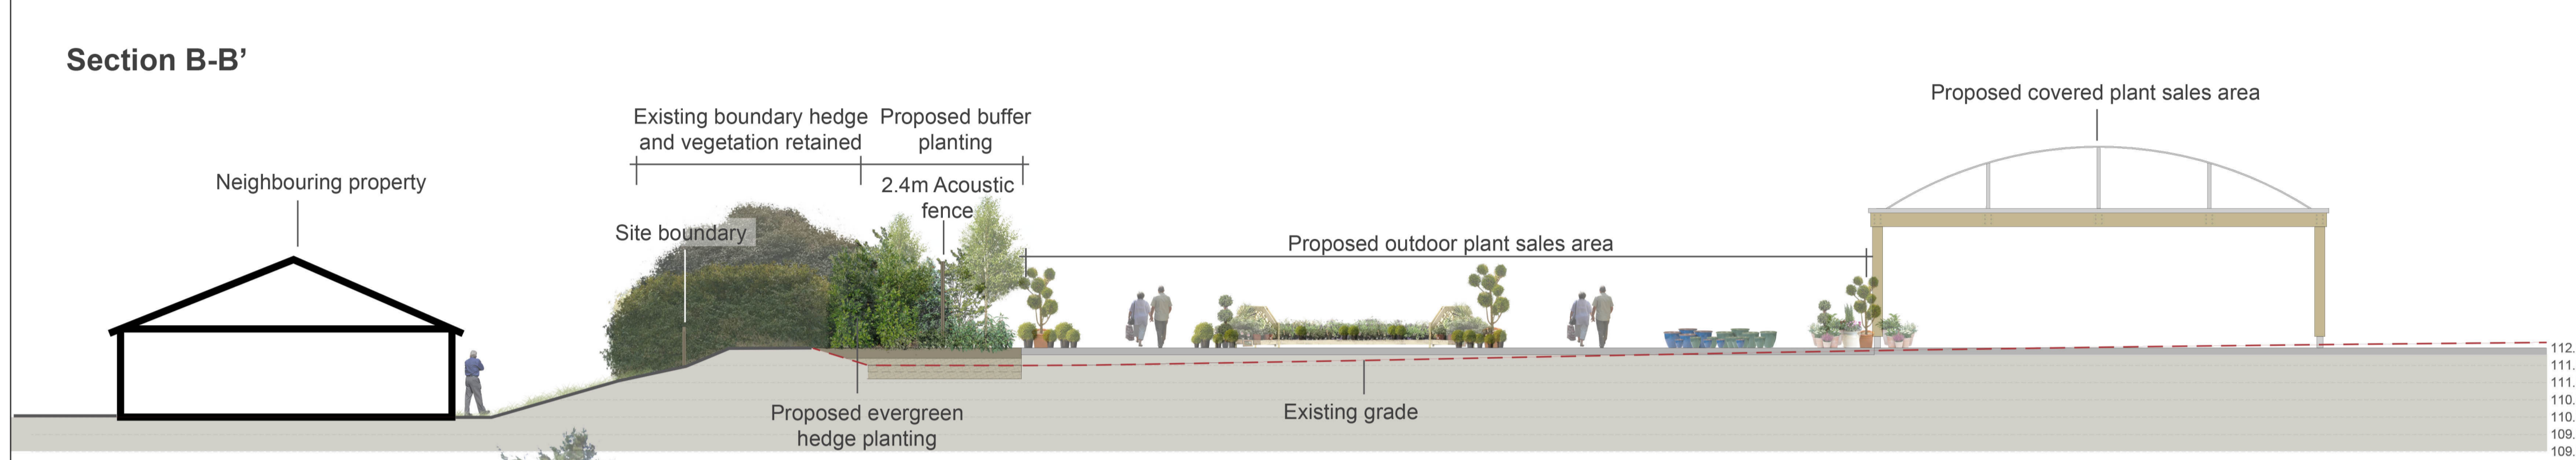 Section B-B’
Proposed covered plant sales area
Existing boundary hedge
and vegetation retained
Proposed buffer
planting
Neighbouring property
2.4m Acoustic
fence
Site boundary
Proposed outdoor plant sales area
Proposed evergreen
hedge planting
Existing grade
112.
111.
111.
110.
110.
109.
109.